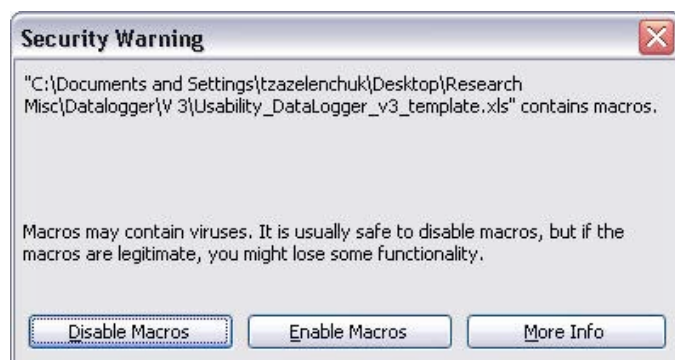 Security Warning
"C:\Documents and Settings\tzazelenchuk\Desktop\Research
Misc\Datalogger\V 3\Usability_DataLogger_v3_template.xls" contains macros.
Macros may contain viruses. It is usually safe to disable macros, but if the
macros are legitimate, you might lose some functionality.
Disable Macros
Enable Macros
More Info